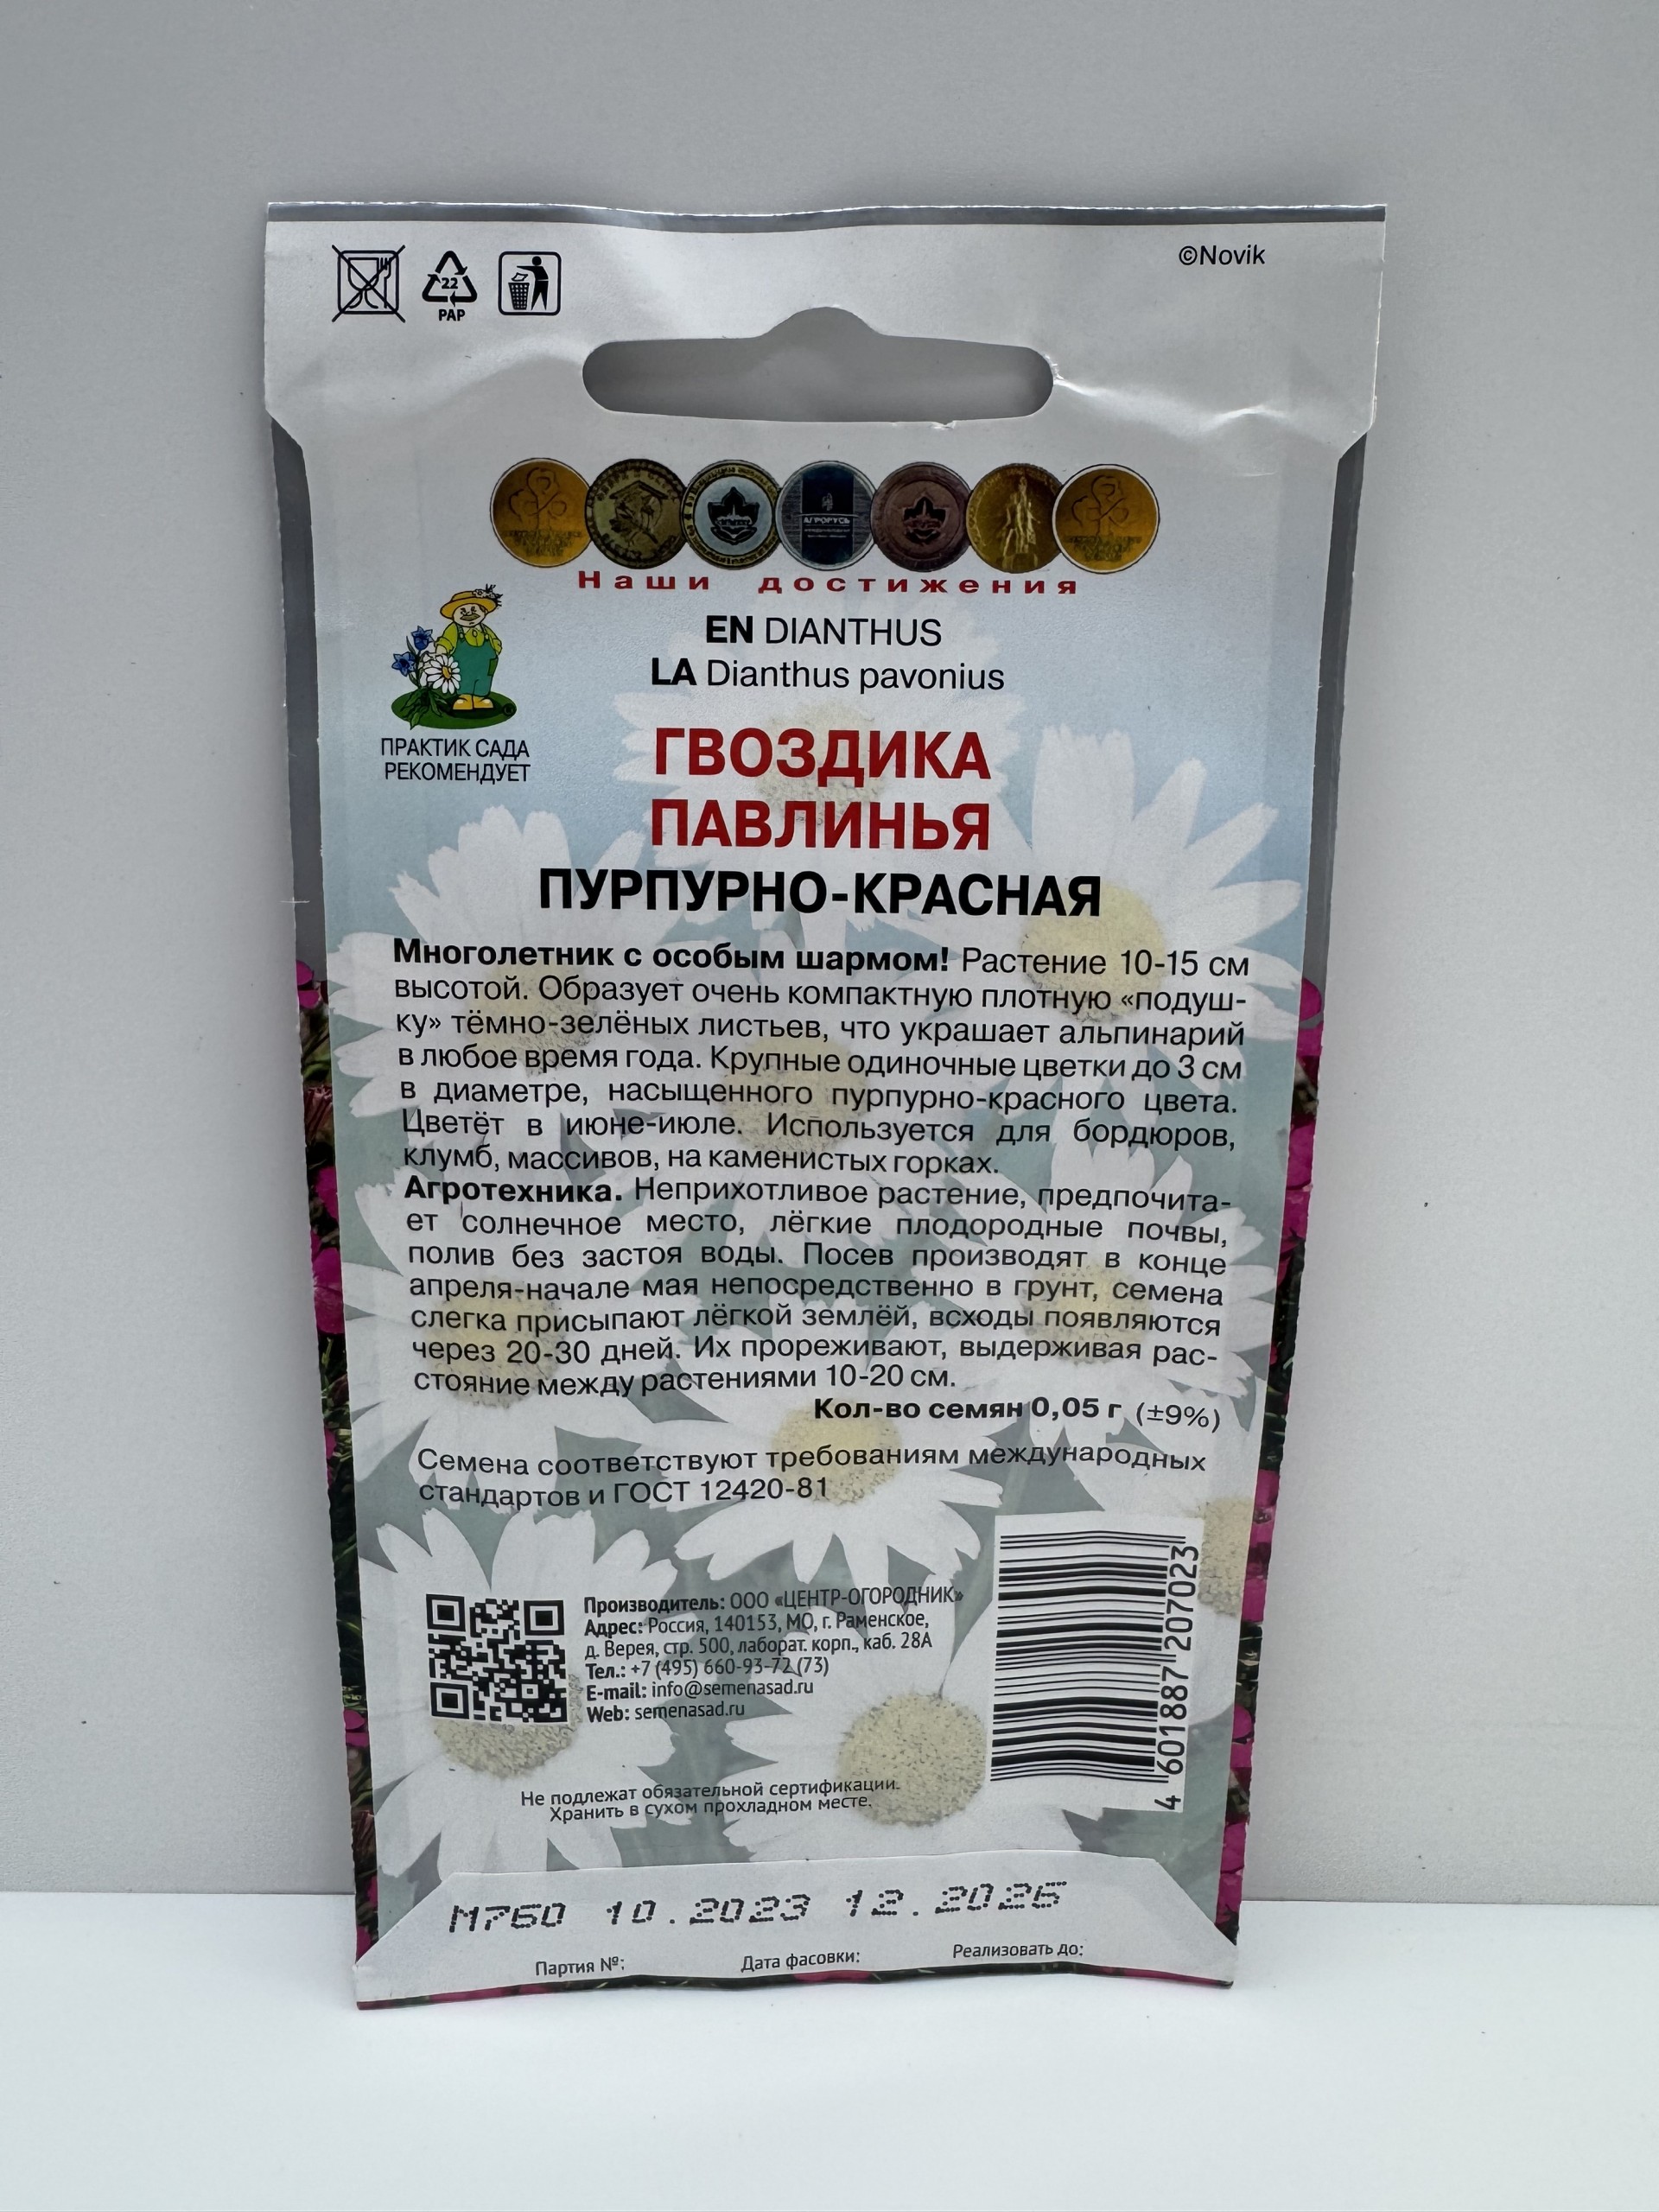 ©Novik
22
PAP
АГРОРУСЬ
Наши достижения
EN DIANTHUS
LA Dianthus pavonius
ПРАКТИК САДА
РЕКОМЕНДУЕТ
ГВОЗДИКА
ПАВЛИНЬЯ
ПУРПУРНО-КРАСНАЯ
Многолетник с особым шармом! Растение 10-15 см
высотой. Образует очень компактную плотную «подуш-
ку» тёмно-зелёных листьев, что украшает альпинарий
в любое время года. Крупные одиночные цветки до 3 см
в диаметре, насыщенного пурпурно-красного цвета.
Цветёт в июне-июле. Используется для бордюров,
клумб, массивов, на каменистых горках.
Агротехника. Неприхотливое растение, предпочита-
ет солнечное место, лёгкие плодородные почвы,
полив без застоя воды. Посев производят в конце
апреля-начале мая непосредственно в грунт, семена
слегка присыпают лёгкой землёй, всходы появляются
через 20-30 дней. Их прореживают, выдерживая рас-
стояние между растениями 10-20 см.
Кол-во семян 0,05 г (±9%)
Семена соответствуют требованиям международных
стандартов и ГОСТ 12420-81
Производитель: ООО «ЦЕНТР-ОГОРОДНИК»
Адрес: Россия, 140153, МО, г. Раменское,
д. Верея, стр. 500, лаборат. корп., каб. 28А
Тел.: +7 (495) 660-93-72 (73)
E-mail: info@semenasad.ru
Web: semenasad.ru
4 601887 207023
Не подлежат обязательной сертификации.
Хранить в сухом прохладном месте.
М760 10.2023 12.2026
Партия №: Дата фасовки: Реализовать до: